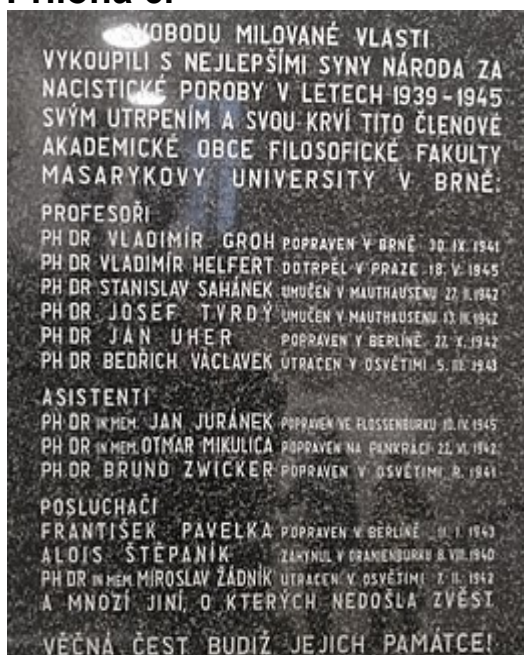 SVOBODU MILOVANÉ VLASTI
VYKOUPILI S NEJLEPŠÍMI SYNY NÁRODA ZA
NACISTICKÉ POROBY V LETECH 1939-1945
SVÝM UTRPENÍM A SVOU KRVÍ TITO ČLENOVÉ
AKADEMICKÉ OBCE FILOSOFICKÉ FAKULTY
MASARYKOVY UNIVERSITY V BRNĚ:
PROFESOŘI
PH DR VLADIMÍR GROH POPRAVEN V BRNĚ 30. IX. 1941
PH DR VLADIMÍR HELFERT DOTRPĚL V PRAZE 18. V. 1945
PH DR STANISLAV SAHÁNEK UMUČEN V MAUTHAUSENU 1942
PH DR JOSEF TVRDÝ UMUČEN V MAUTHAUSENU 1942
PH DR JAN UHER POPRAVEN V BERLÍNĚ 27. X. 1942
PH DR BEDŘICH VÁCLAVEK UTRACEN V OSVĚTIMI 5. III. 1943
ASISTENTI
PH DR IN MEM. JAN JURÁNEK POPRAVEN VE FLOSSENBURKU 10. IV. 1945
PH DR IN MEM. OTMAR MIKULICA POPRAVEN NA PANKRÁCI 22. VI. 1942
PH DR BRUNO ZWICKER POPRAVEN V OSVĚTIMI R. 1941
POSLUCHAČI
FRANTIŠEK PAVELKA POPRAVEN V BERLÍNĚ 11. I. 1943
ALOIS ŠTĚPANÍK ZAHYNUL V ORANIENBURKU 8. VIII. 1940
PH DR IN MEM. MIROSLAV ŽÁDNÍK UTRACEN V OSVĚTIMI 7. II. 1942
A MNOZÍ JINÍ, O KTERÝCH NEDOŠLA ZVĚST
VĚČNÁ ČEST BUDIŽ JEJICH PAMÁTCE!